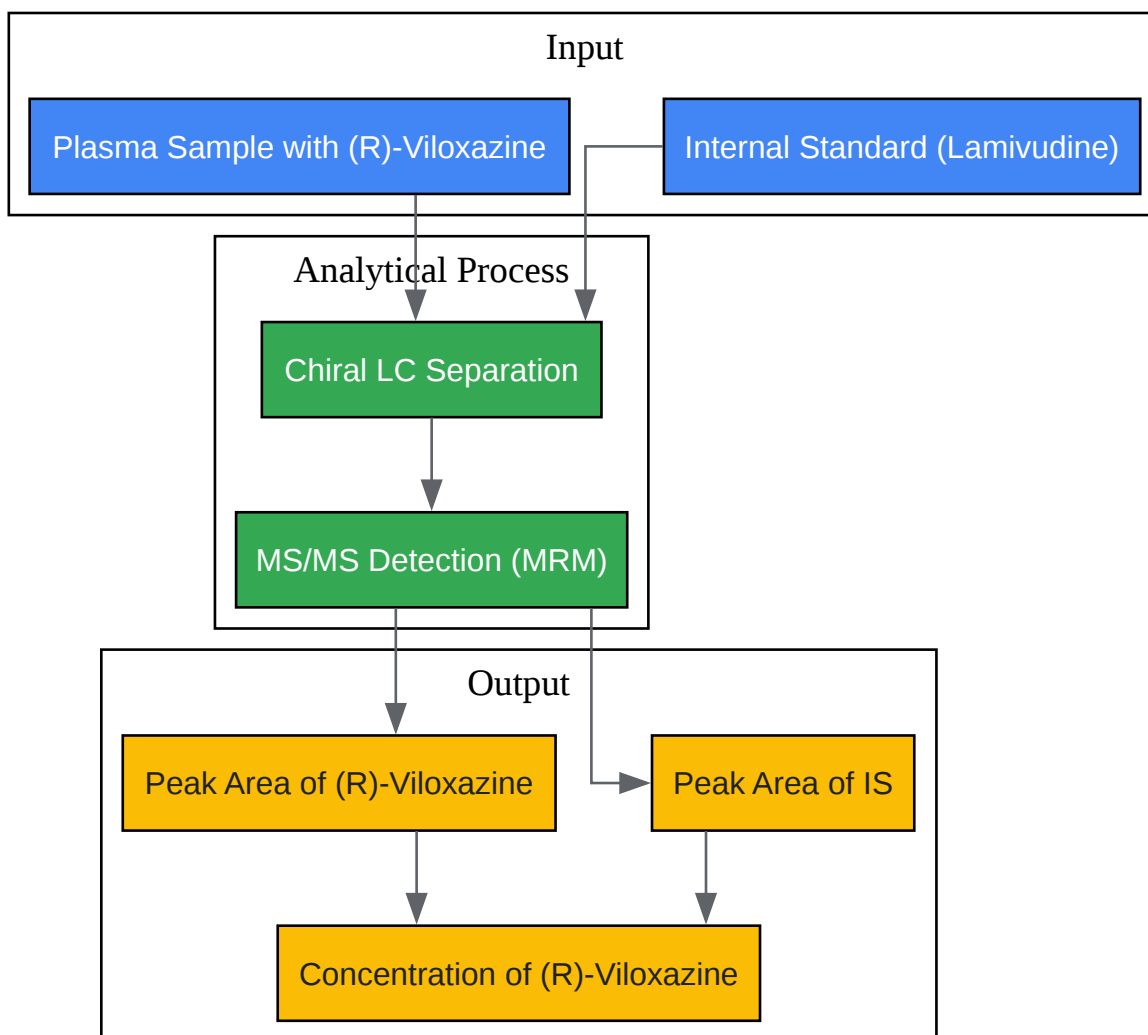 Input
Plasma Sample with (R)-Viloxazine
Internal Standard (Lamivudine)
Analytical Process
Chiral LC Separation
MS/MS Detection (MRM)
Output
Peak Area of (R)-Viloxazine
Peak Area of IS
Concentration of (R)-Viloxazine